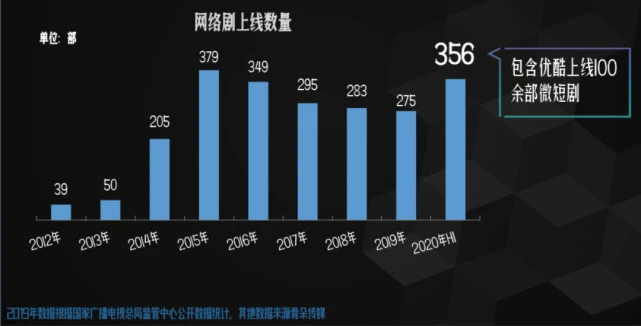 网络剧上线数量
单位：部
39
50
205
379
349
295
283
275
356
包含优酷上线100
余部微短剧
2012年
2013年
2014年
2015年
2016年
2017年
2018年
2019年
2020年H1
2019年数据根据国家广播电视总局监管中心公开数据统计，其他数据来源骨朵传媒